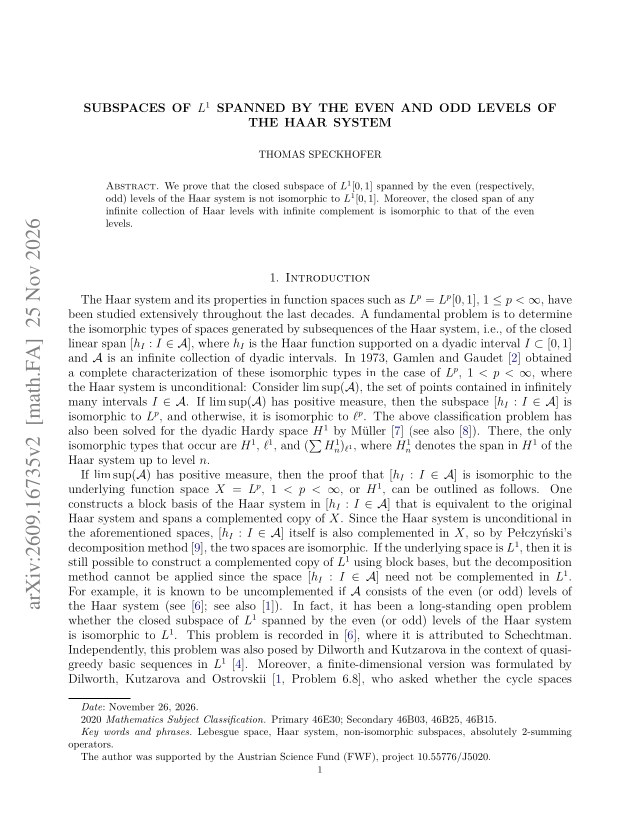 SUBSPACES OF L¹ SPANNED BY THE EVEN AND ODD LEVELS OF
THE HAAR SYSTEM
THOMAS SPECKHOFER
ABSTRACT. We prove that the closed subspace of L¹[0, 1] spanned by the even (respectively,
odd) levels of the Haar system is not isomorphic to L¹[0, 1]. Moreover, the closed span of any
infinite collection of Haar levels with infinite complement is isomorphic to that of the even
levels.
1. INTRODUCTION
The Haar system and its properties in function spaces such as Lᵖ = Lᵖ[0, 1], 1 ≤ p < ∞, have
been studied extensively throughout the last decades. A fundamental problem is to determine
the isomorphic types of spaces generated by subsequences of the Haar system, i.e., of the closed
linear span [h_I : I ∈ 𝒜], where h_I is the Haar function supported on a dyadic interval I ⊂ [0, 1]
and 𝒜 is an infinite collection of dyadic intervals. In 1973, Gamlen and Gaudet [2] obtained
a complete characterization of these isomorphic types in the case of Lᵖ, 1 < p < ∞, where
the Haar system is unconditional: Consider lim sup(𝒜), the set of points contained in infinitely
many intervals I ∈ 𝒜. If lim sup(𝒜) has positive measure, then the subspace [h_I : I ∈ 𝒜] is
isomorphic to Lᵖ, and otherwise, it is isomorphic to ℓᵖ. The above classification problem has
also been solved for the dyadic Hardy space H¹ by Müller [7] (see also [8]). There, the only
isomorphic types that occur are H¹, ℓ¹, and (∑ H¹ₙ)_ℓ¹, where H¹ₙ denotes the span in H¹ of the
Haar system up to level n.
If lim sup(𝒜) has positive measure, then the proof that [h_I : I ∈ 𝒜] is isomorphic to the
underlying function space X = Lᵖ, 1 < p < ∞, or H¹, can be outlined as follows. One
constructs a block basis of the Haar system in [h_I : I ∈ 𝒜] that is equivalent to the original
Haar system and spans a complemented copy of X. Since the Haar system is unconditional in
the aforementioned spaces, [h_I : I ∈ 𝒜] itself is also complemented in X, so by Pełczyński's
decomposition method [9], the two spaces are isomorphic. If the underlying space is L¹, then it is
still possible to construct a complemented copy of L¹ using block bases, but the decomposition
method cannot be applied since the space [h_I : I ∈ 𝒜] need not be complemented in L¹.
For example, it is known to be uncomplemented if 𝒜 consists of the even (or odd) levels of
the Haar system (see [6]; see also [1]). In fact, it has been a long-standing open problem
whether the closed subspace of L¹ spanned by the even (or odd) levels of the Haar system
is isomorphic to L¹. This problem is recorded in [6], where it is attributed to Schechtman.
Independently, this problem was also posed by Dilworth and Kutzarova in the context of quasi-
greedy basic sequences in L¹ [4]. Moreover, a finite-dimensional version was formulated by
Dilworth, Kutzarova and Ostrovskii [1, Problem 6.8], who asked whether the cycle spaces
Date: November 26, 2026.
2020 Mathematics Subject Classification. Primary 46E30; Secondary 46B03, 46B25, 46B15.
Key words and phrases. Lebesgue space, Haar system, non-isomorphic subspaces, absolutely 2-summing
operators.
The author was supported by the Austrian Science Fund (FWF), project 10.55776/J5020.
1
arXiv:2609.16735v2 [math.FA] 25 Nov 2026